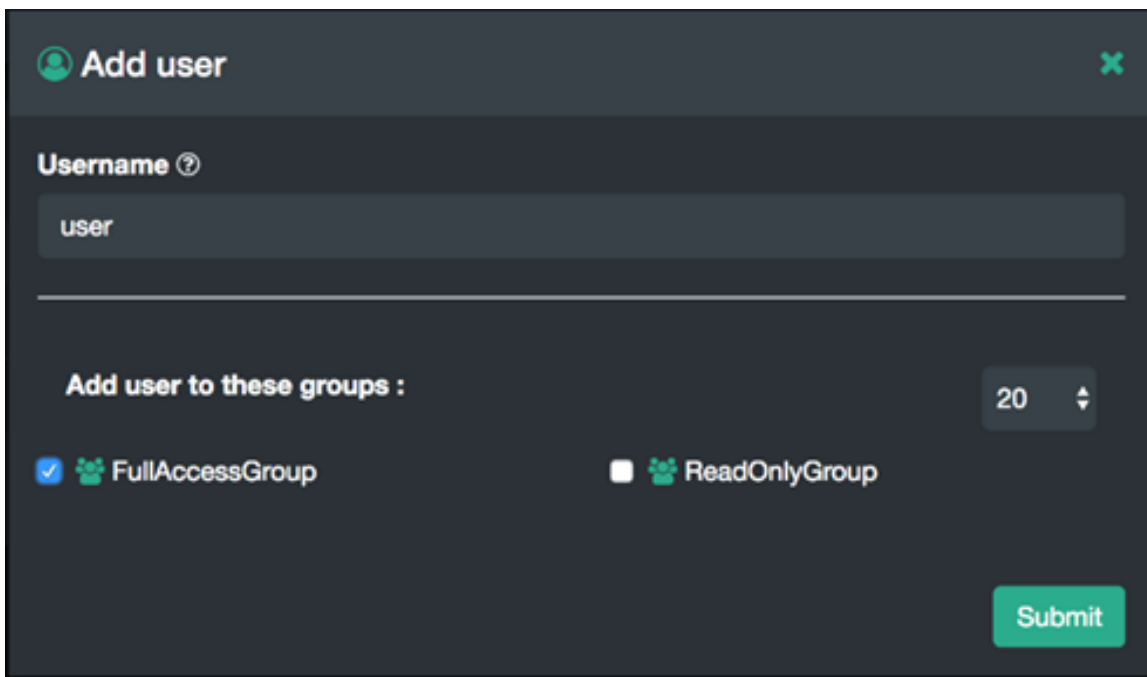 Add user
Username
user
Add user to these groups :
20
FullAccessGroup
ReadOnlyGroup
Submit